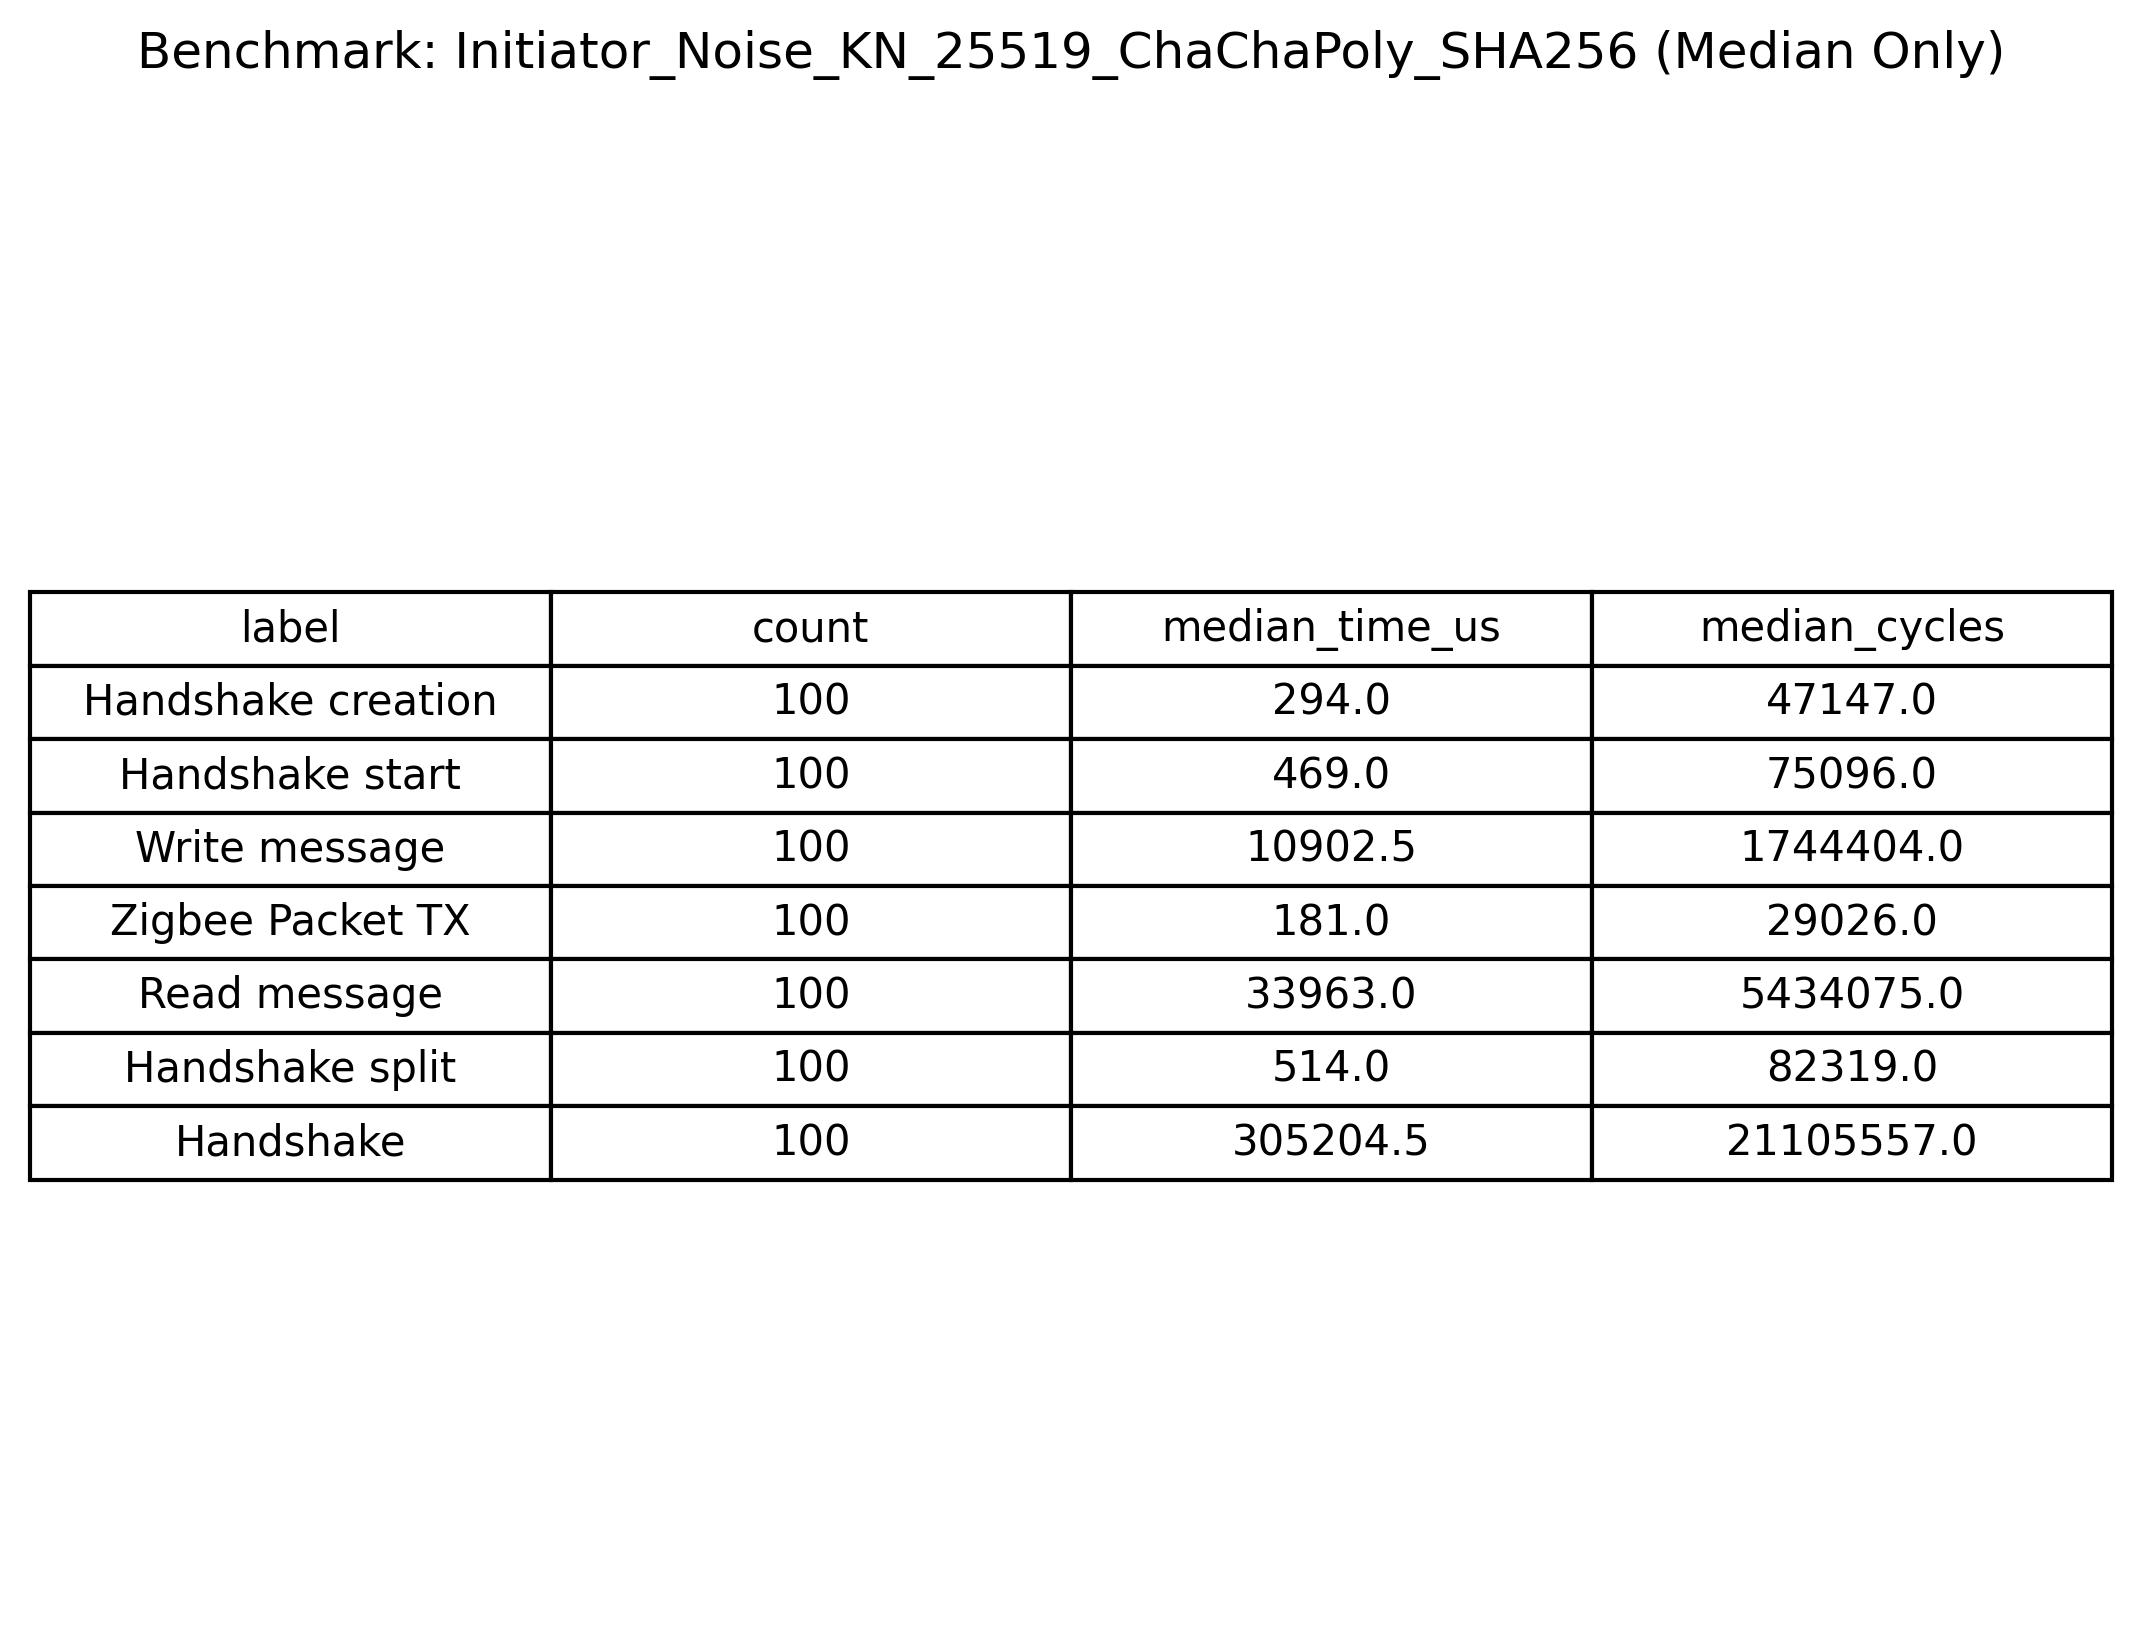 Benchmark: Initiator_Noise_KN_25519_ChaChaPoly_SHA256 (Median Only)
label count median_time_us median_cycles
Handshake creation 100 294.0 47147.0
Handshake start 100 469.0 75096.0
Write message 100 10902.5 1744404.0
Zigbee Packet TX 100 181.0 29026.0
Read message 100 33963.0 5434075.0
Handshake split 100 514.0 82319.0
Handshake 100 305204.5 21105557.0